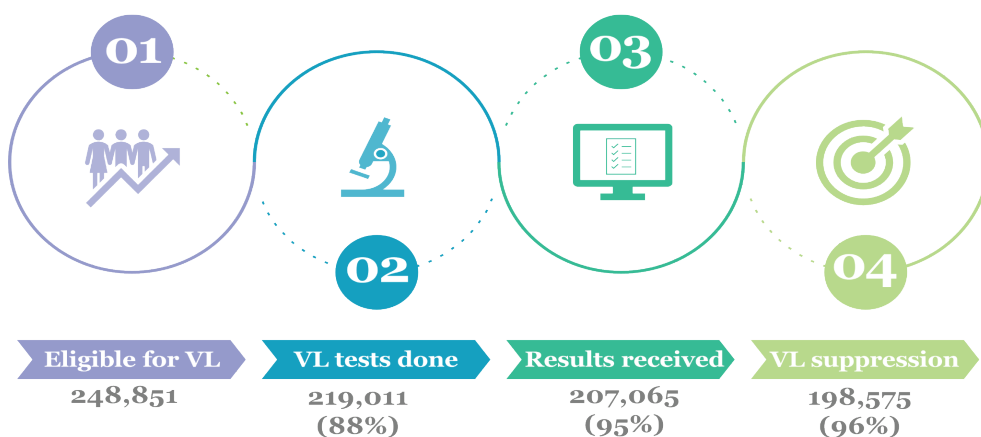 01
02
03
04
Eligible for VL
248,851
VL tests done
219,011
(88%)
Results received
207,065
(95%)
VL suppression
198,575
(96%)